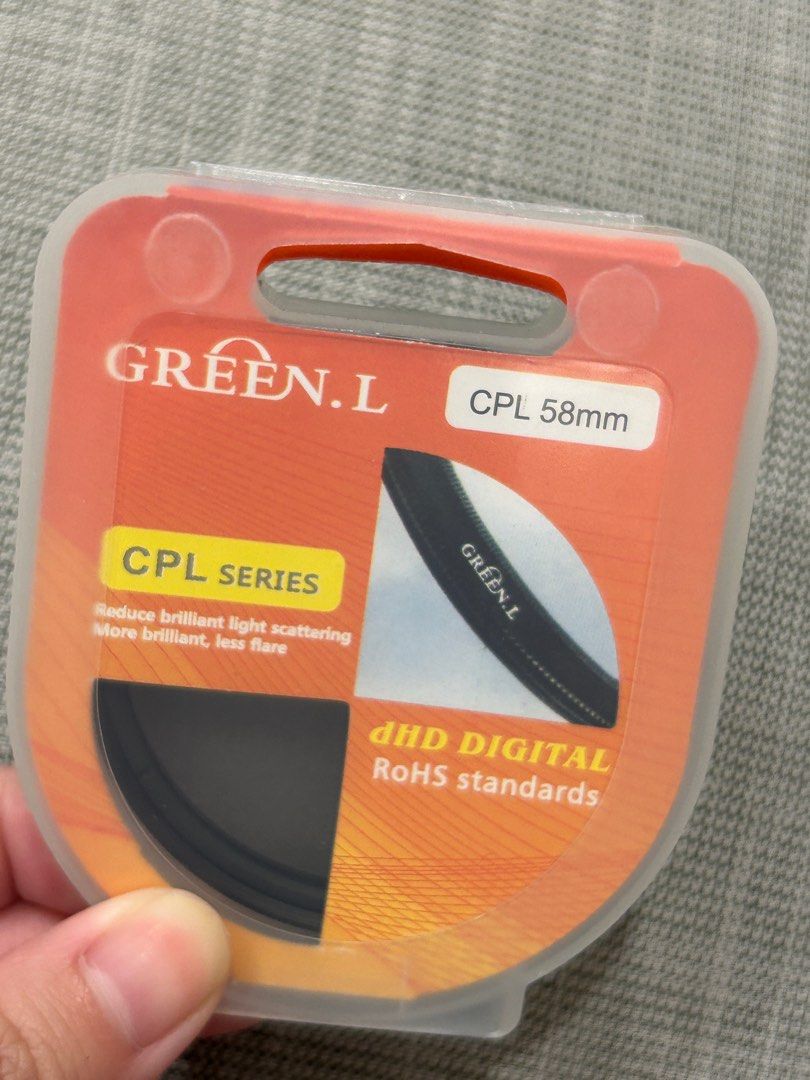 GREEN.L
CPL 58mm
GREEN.L
CPL SERIES
Reduce brilliant light scattering
More brilliant, less flare
dHD DIGITAL
RoHS standards